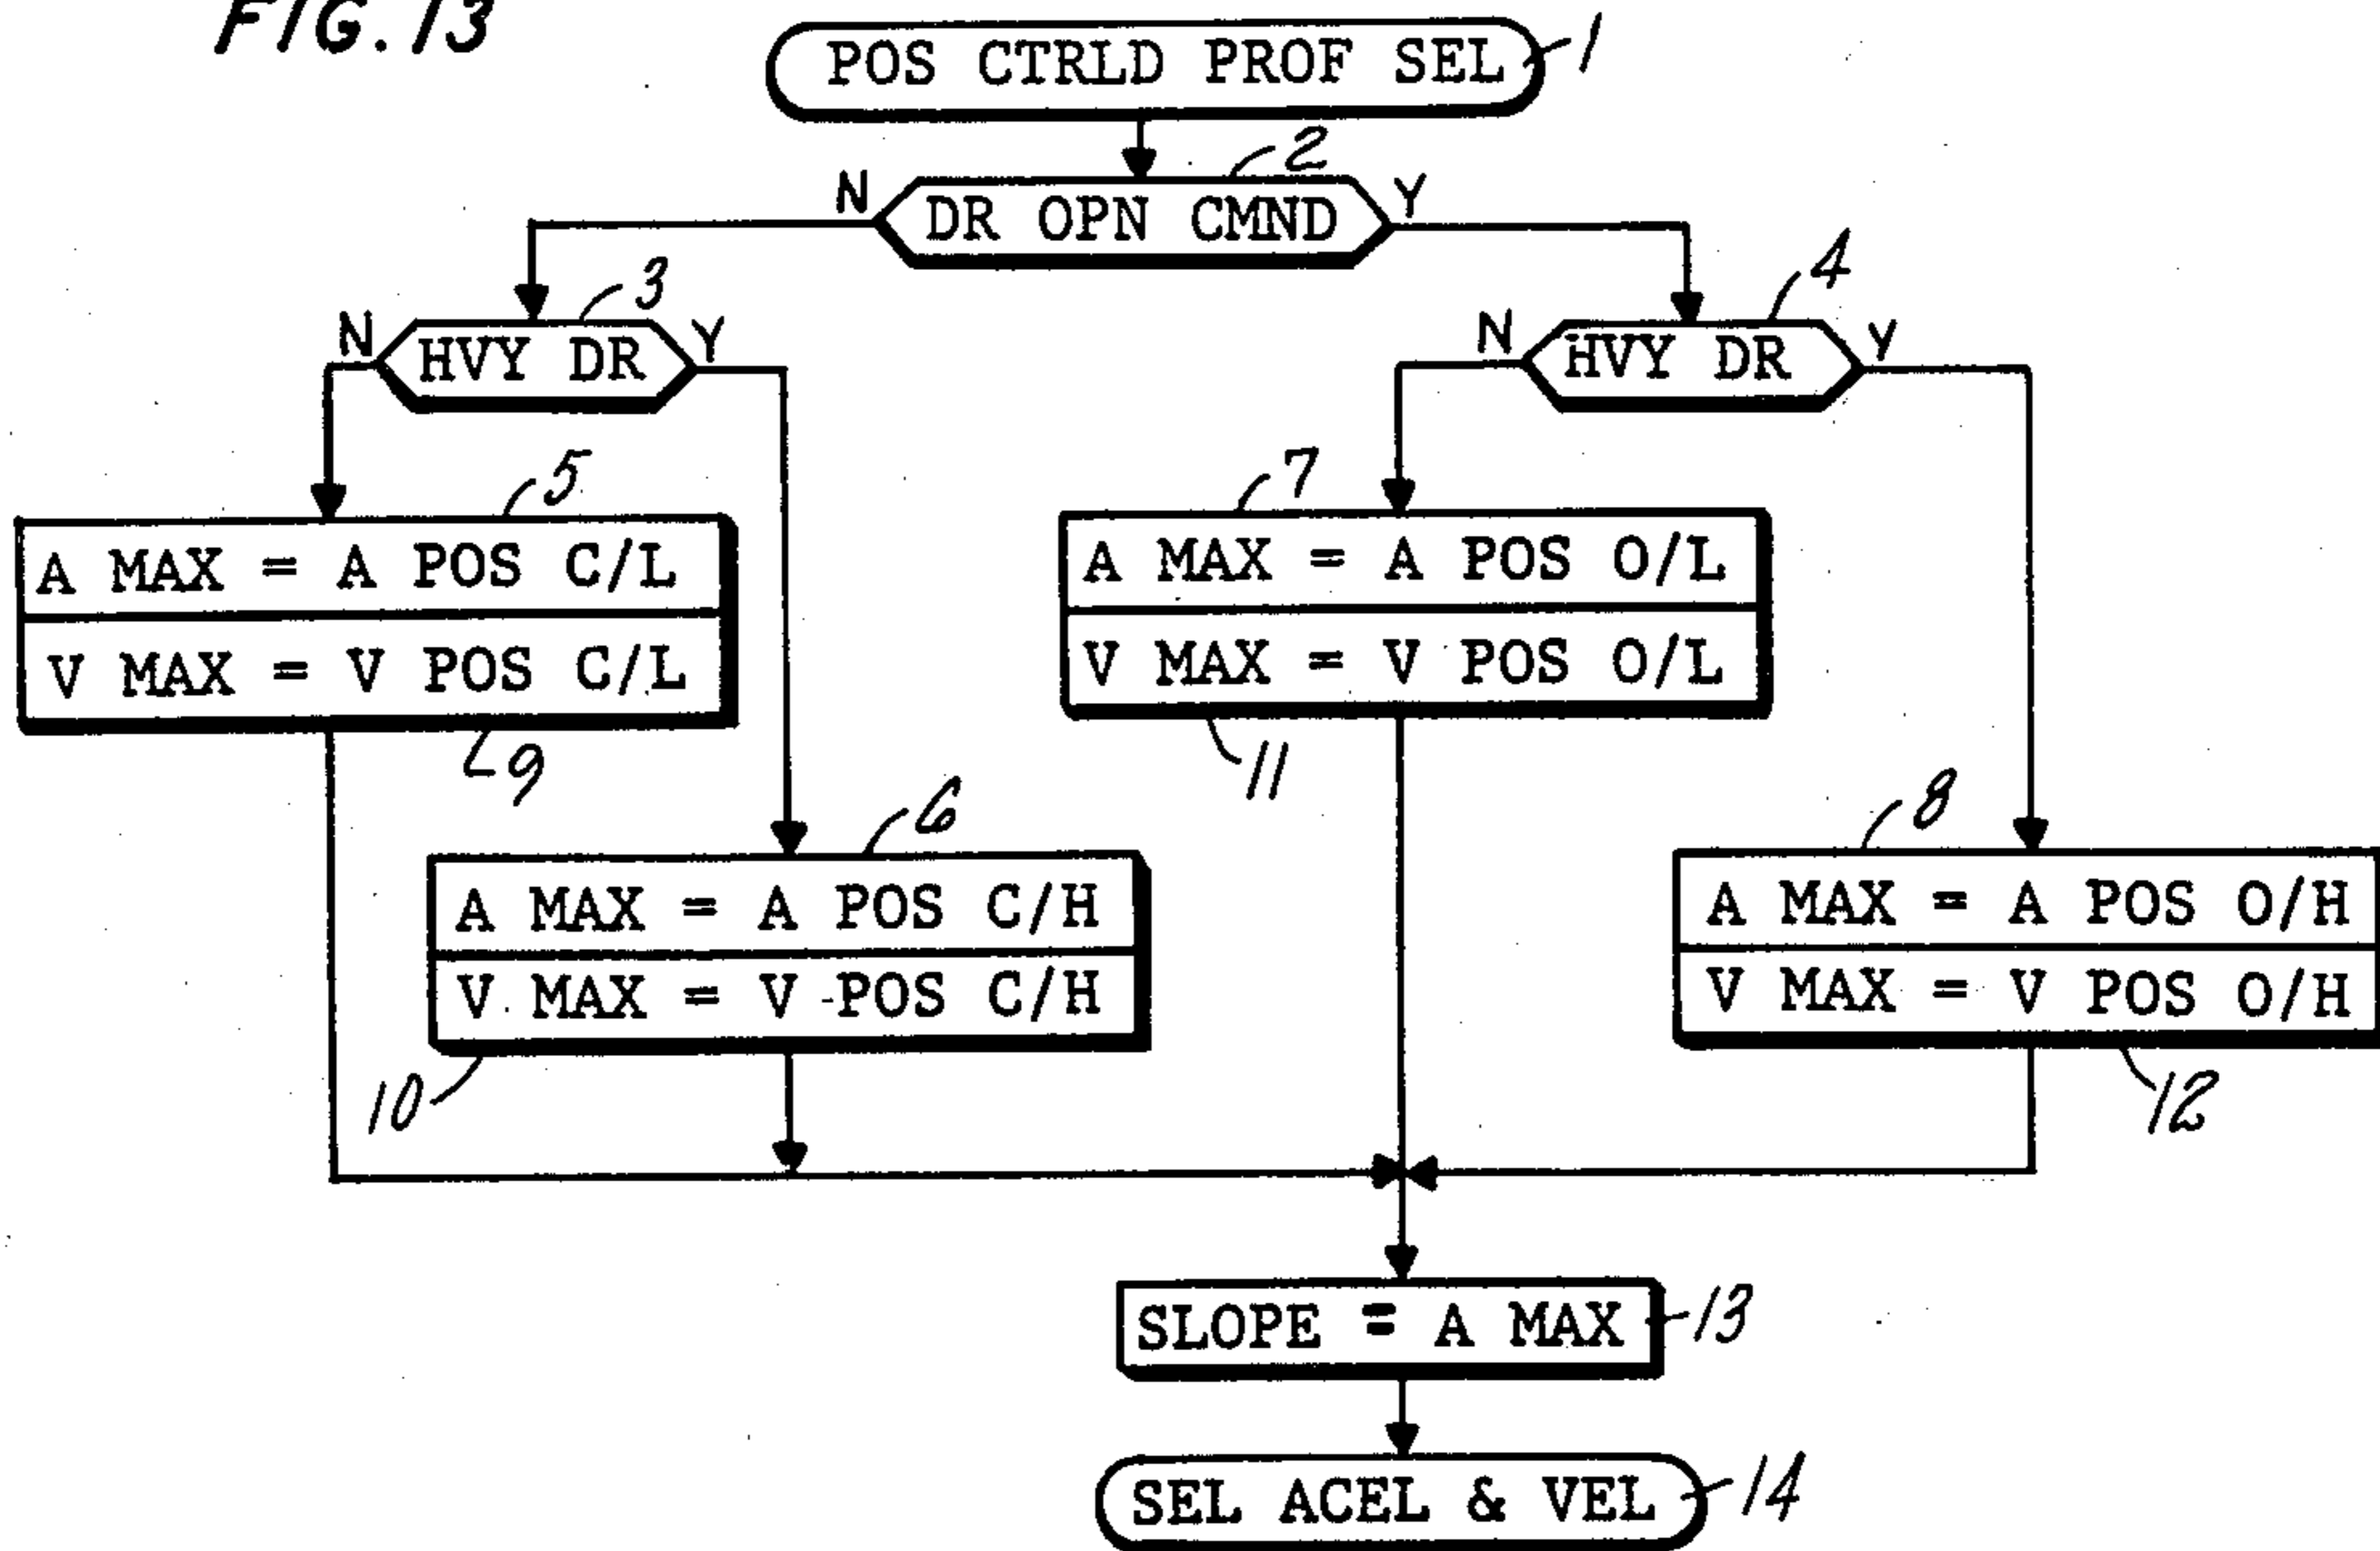 FIG. 13
POS CTRLD PROF SEL
1
2
N
DR OPN CMND
Y
3
4
N
HVY DR
Y
N
HVY DR
Y
5
7
A MAX = A POS C/L
V MAX = V POS C/L
9
A MAX = A POS O/L
V MAX = V POS O/L
11
6
8
A MAX = A POS C/H
V MAX = V POS C/H
10
A MAX = A POS O/H
V MAX = V POS O/H
12
SLOPE = A MAX
13
SEL ACEL & VEL
14